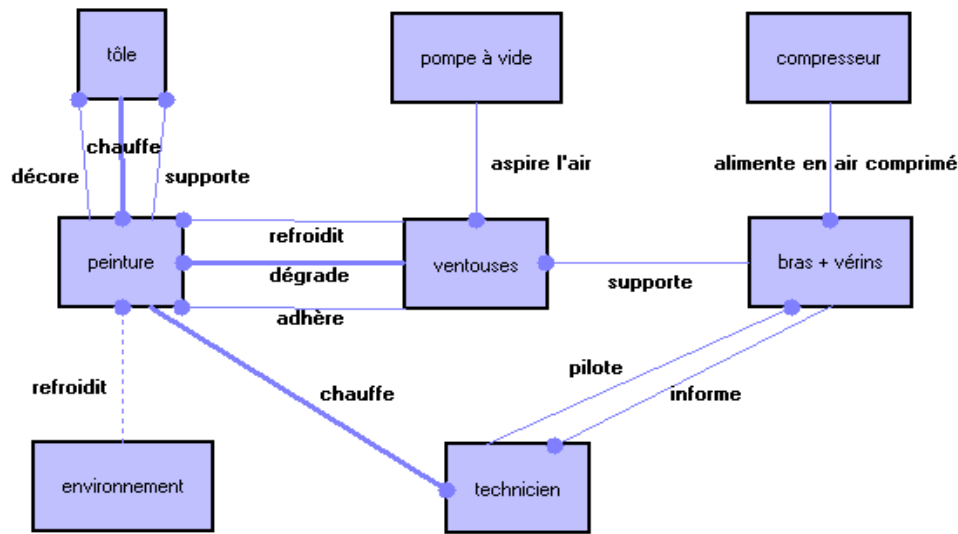 tôle
pompe à vide
compresseur
chauffe
décore
supporte
aspire l'air
alimente en air comprimé
peinture
refroidit
dégrade
adhère
ventouses
supporte
bras + vérins
refroidit
chauffe
pilote
informe
environnement
technicien